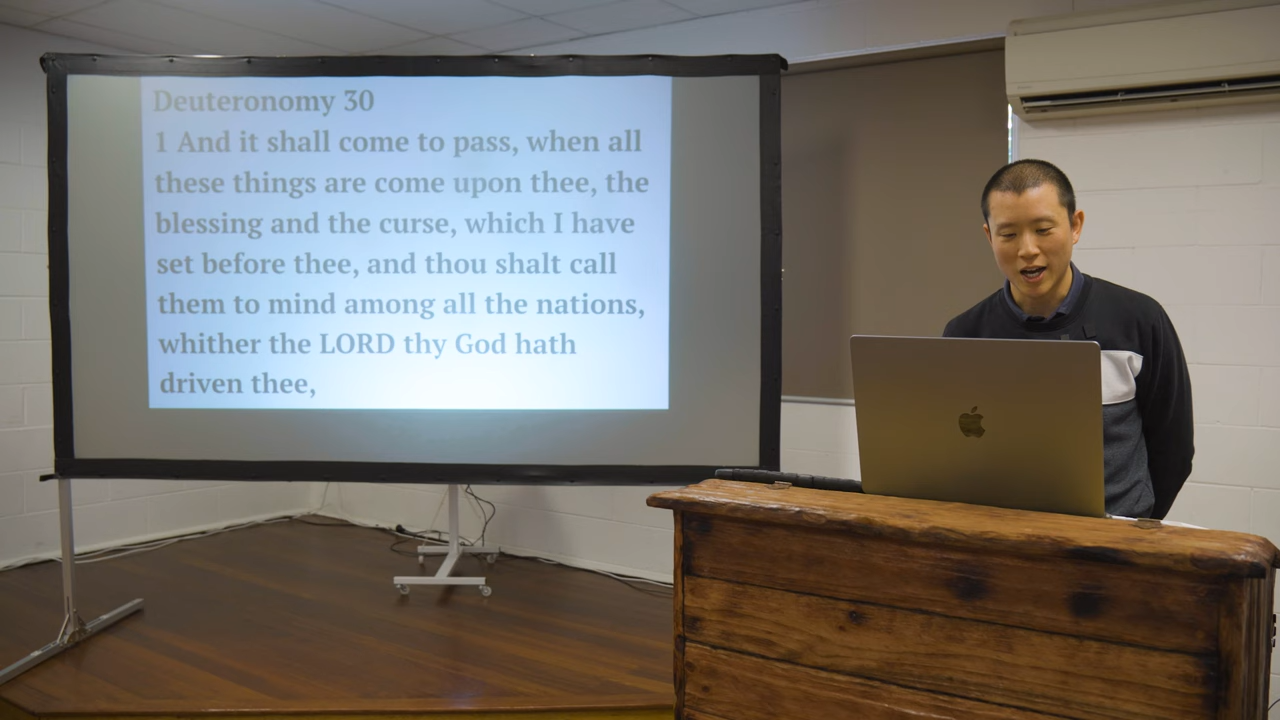 Deuteronomy 30
1 And it shall come to pass, when all
these things are come upon thee, the
blessing and the curse, which I have
set before thee, and thou shalt call
them to mind among all the nations,
whither the LORD thy God hath
driven thee,